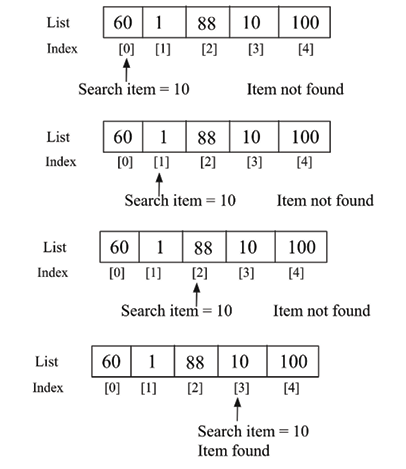 List 60 1 88 10 100
Index [0] [1] [2] [3] [4]
Search item = 10 Item not found
List 60 1 88 10 100
Index [0] [1] [2] [3] [4]
Search item = 10 Item not found
List 60 1 88 10 100
Index [0] [1] [2] [3] [4]
Search item = 10 Item not found
List 60 1 88 10 100
Index [0] [1] [2] [3] [4]
Search item = 10
Item found